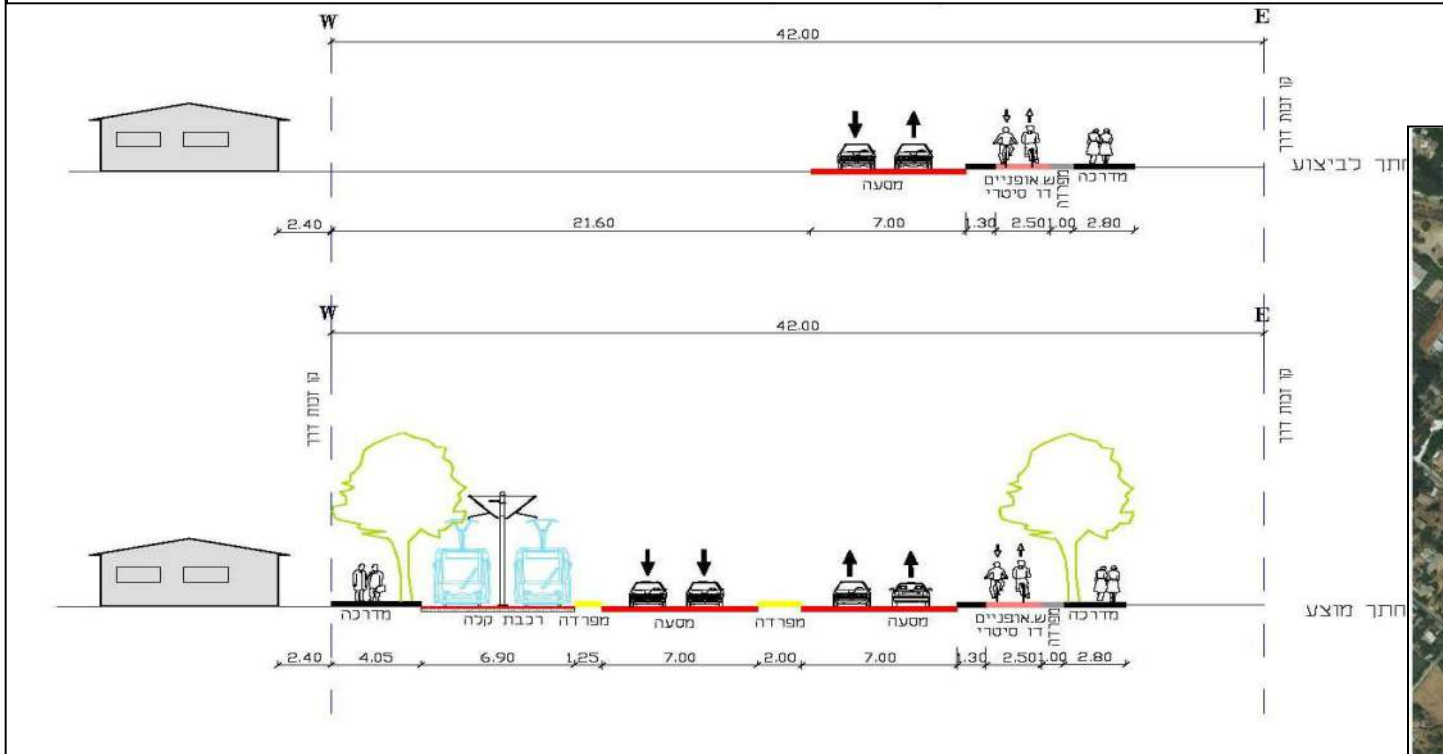 W E
42.00
קו זכות דרך
חתך לביצוע
מסעה
ש.אופניים
דו סיטרי
מפרדה
מדרכה
2.40 21.60 7.00 1.30 2.50 1.00 2.80
W E
42.00
קו זכות דרך
קו זכות דרך
חתך מוצע
מדרכה
רכבת קלה
מפרדה
מסעה
מפרדה
מסעה
ש.אופניים
דו סיטרי
מפרדה
מדרכה
2.40 4.05 6.90 1.25 7.00 2.00 7.00 1.30 2.50 1.00 2.80